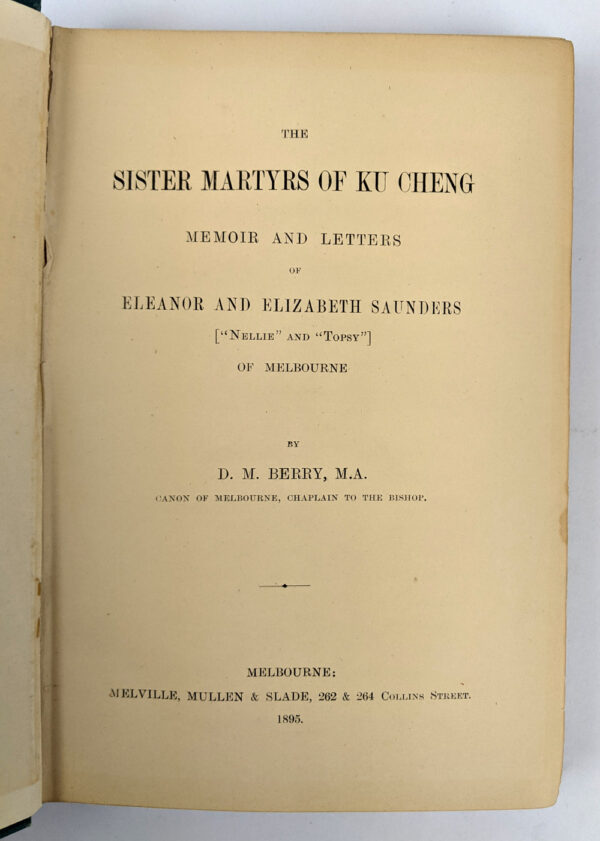 THE
SISTER MARTYRS OF KU CHENG
MEMOIR AND LETTERS
OF
ELEANOR AND ELIZABETH SAUNDERS
["NELLIE" AND "TOPSY"]
OF MELBOURNE
BY
D. M. BERRY, M.A.
CANON OF MELBOURNE, CHAPLAIN TO THE BISHOP.
MELBOURNE:
MELVILLE, MULLEN & SLADE, 262 & 264 COLLINS STREET.
1895.